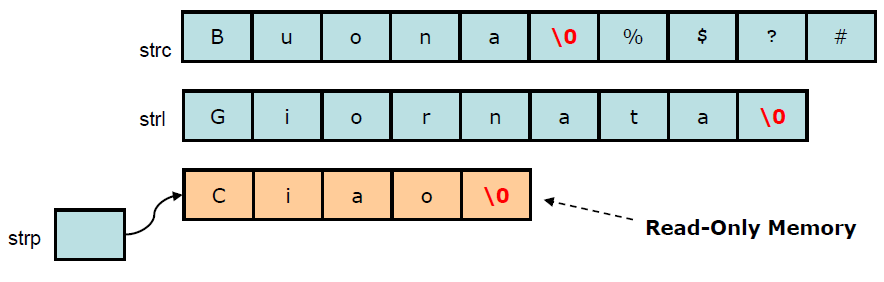 strc B u o n a \0 % $ ? #
strl G i o r n a t a \0
C i a o \0
strp
Read-Only Memory